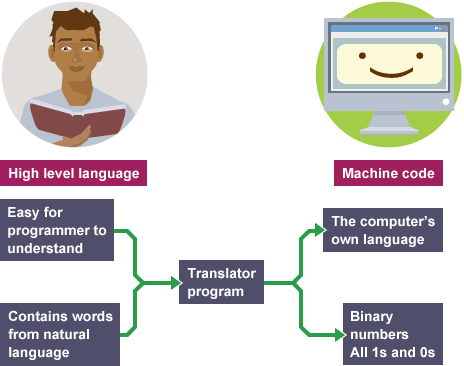 High level language
Machine code
Easy for
programmer to
understand
Contains words
from natural
language
Translator
program
The computer's
own language
Binary
numbers
All 1s and 0s